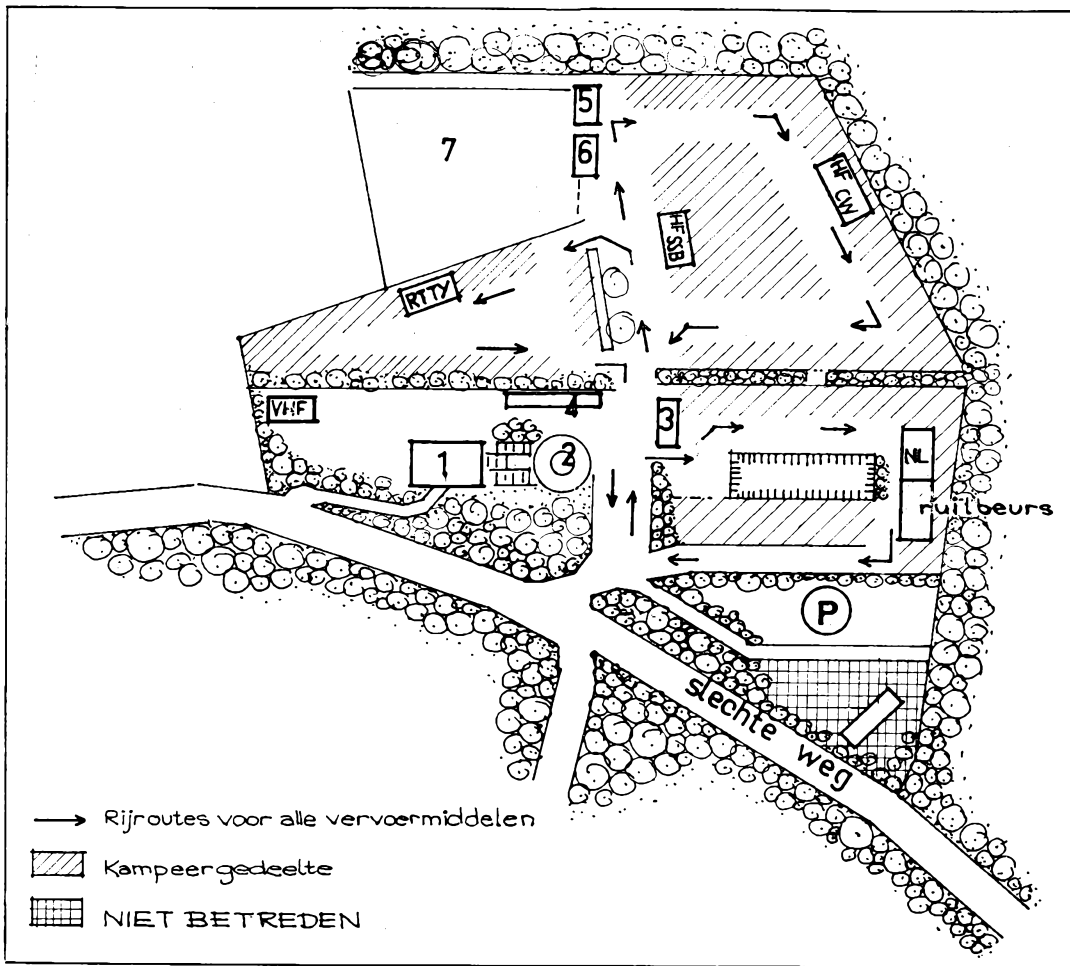 5
7
6
HF
CW
HF
SSB
RTTY
VHF
4
3
1
2
NL
ruilbeurs
P
slechte weg
Rijroutes voor alle vervoermiddelen
Kampeergedeelte
NIET BETREDEN